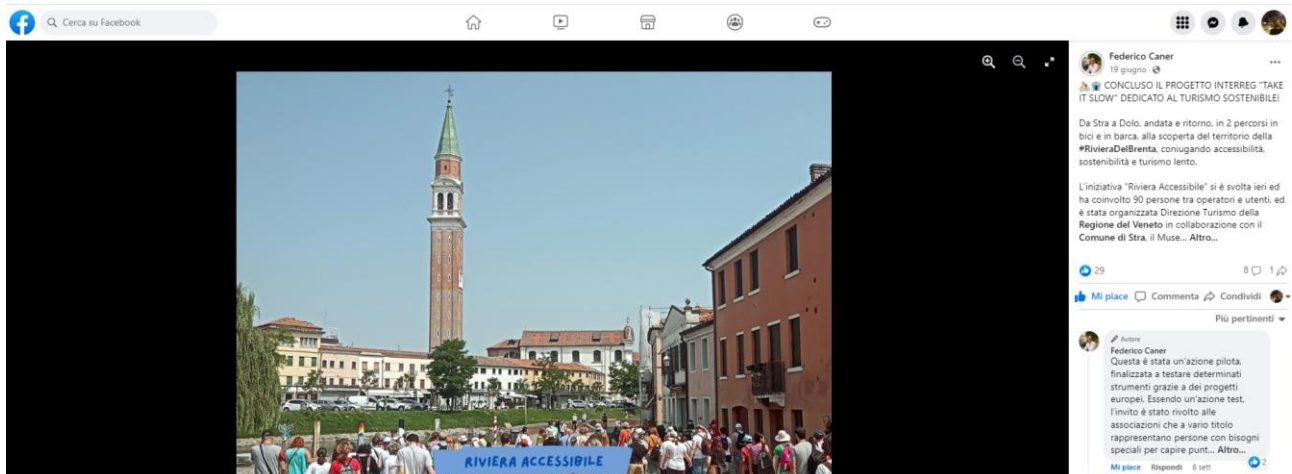 Cerca su Facebook
Federico Caner
19 giugno ·
CONCLUSO IL PROGETTO INTERREG "TAKE
IT SLOW" DEDICATO AL TURISMO SOSTENIBILE!
Da Stra a Dolo, andata e ritorno, in 2 percorsi in
bici e in barca, alla scoperta del territorio della
#RivieraDelBrenta, coniugando accessibilità,
sostenibilità e turismo lento.
L'iniziativa "Riviera Accessibile" si è svolta ieri ed
ha coinvolto 90 persone tra operatori e utenti, ed
è stata organizzata Direzione Turismo della
Regione del Veneto in collaborazione con il
Comune di Stra, il Muse... Altro...
29 8 1
Mi piace Commenta Condividi
Più pertinenti
Autore
Federico Caner
Questa è stata un'azione pilota,
finalizzata a testare determinati
strumenti grazie a dei progetti
europei. Essendo un'azione test,
l'invito è stato rivolto alle
associazioni che a vario titolo
rappresentano persone con bisogni
speciali per capire punt... Altro...
Mi piace Rispondi 8 sett 2
RIVIERA ACCESSIBILE